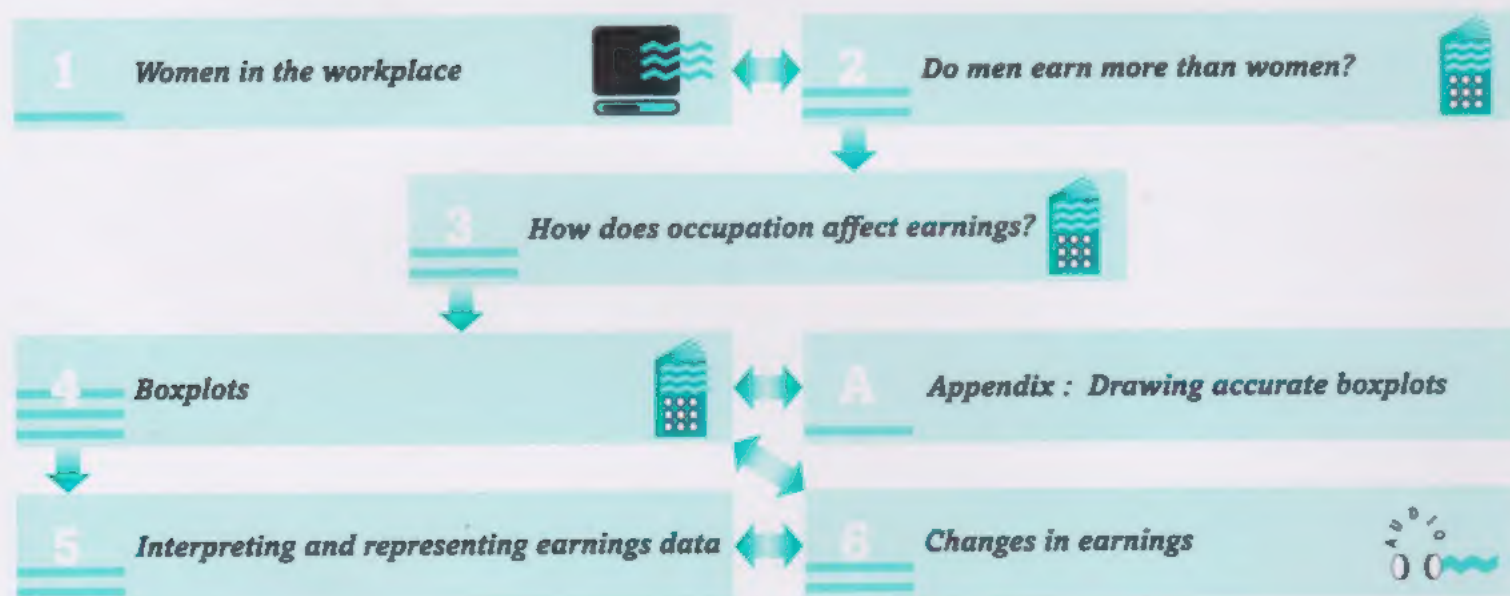 1 Women in the workplace
2 Do men earn more than women?
3 How does occupation affect earnings?
4 Boxplots
A Appendix : Drawing accurate boxplots
5 Interpreting and representing earnings data
6 Changes in earnings
AUDIO